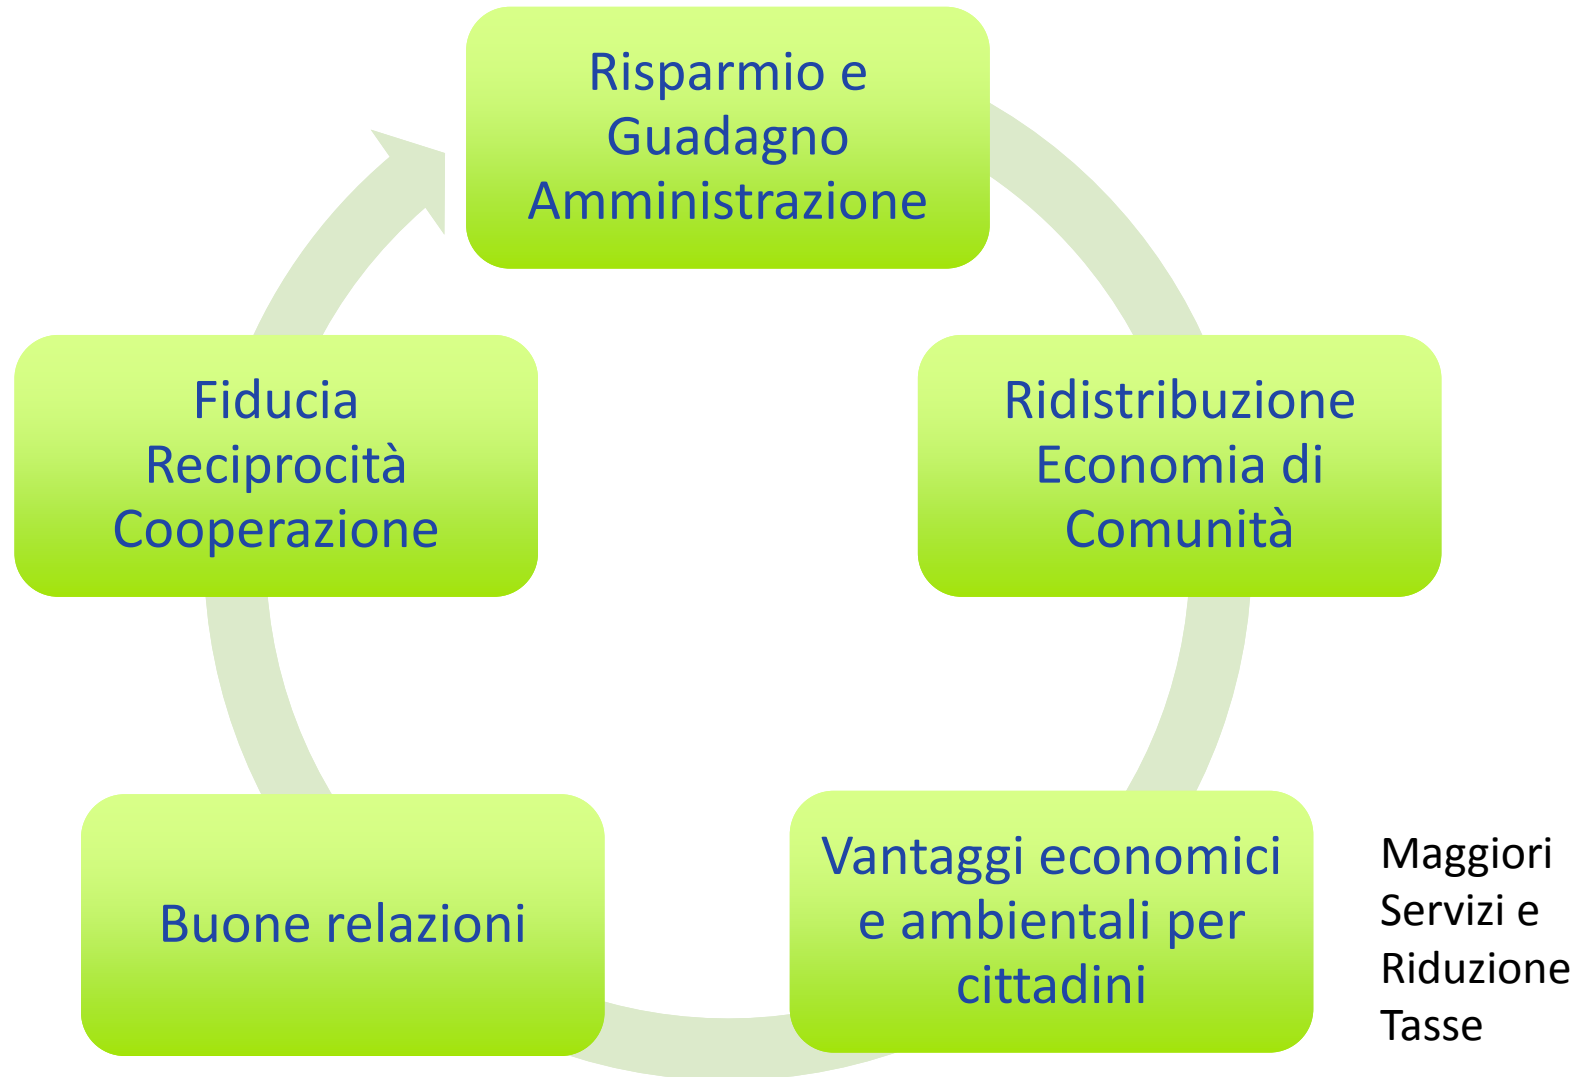 Risparmio e
Guadagno
Amministrazione
Ridistribuzione
Economia di
Comunità
Vantaggi economici
e ambientali per
cittadini
Maggiori
Servizi e
Riduzione
Tasse
Buone relazioni
Fiducia
Reciprocità
Cooperazione